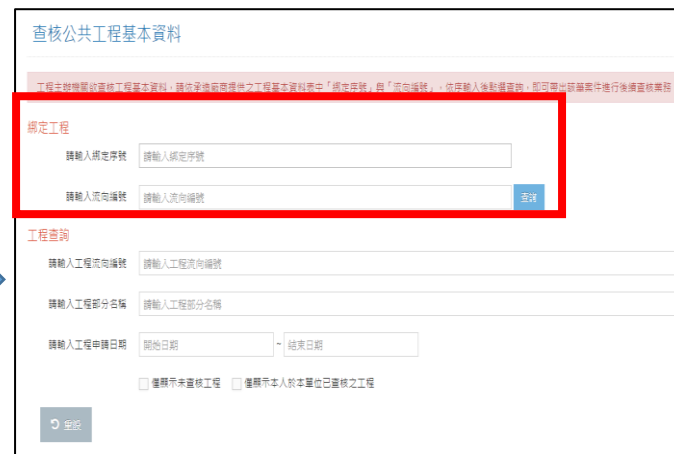 查核公共工程基本資料
工程主辦機關欲查核工程基本資料，請依承造廠商提供之工程基本資料表中「綁定序號」與「流向編號」，依序輸入後點選查詢，即可帶出該筆案件進行後續查核業務
綁定工程
請輸入綁定序號 請輸入綁定序號
請輸入流向編號 請輸入流向編號 查詢
工程查詢
請輸入工程流向編號 請輸入工程流向編號
請輸入工程部分名稱 請輸入工程部分名稱
請輸入工程申請日期 開始日期 ~ 結束日期
僅顯示未查核工程 僅顯示本人於本單位已查核之工程
重設